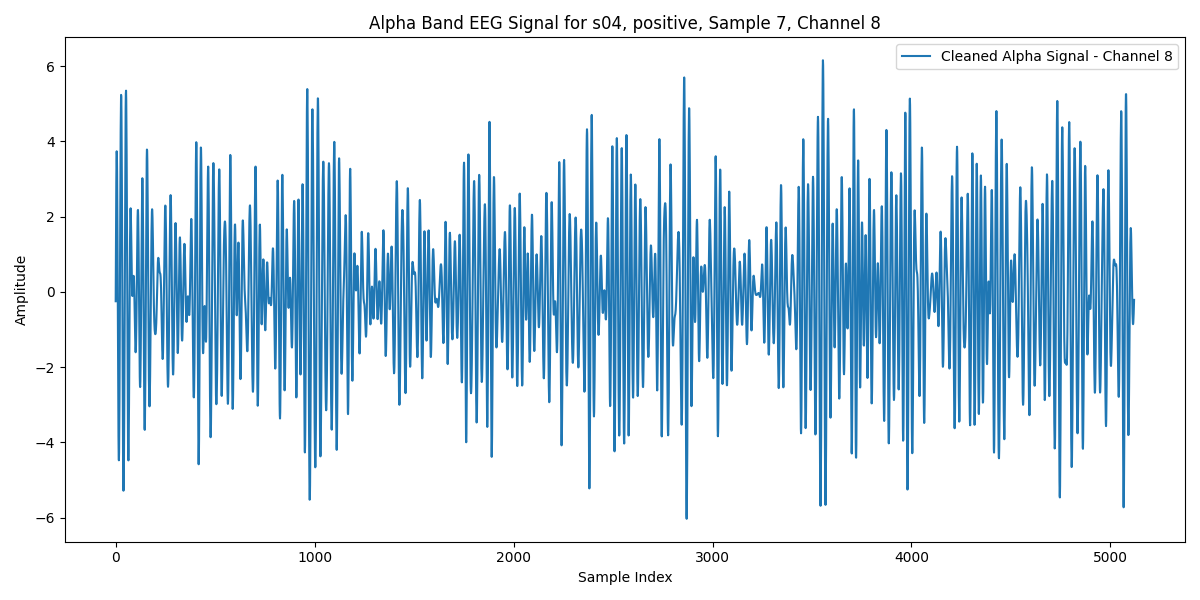 Alpha Band EEG Signal for s04, positive, Sample 7, Channel 8
Cleaned Alpha Signal - Channel 8
6
4
2
0
−2
−4
−6
Amplitude
0 1000 2000 3000 4000 5000
Sample Index